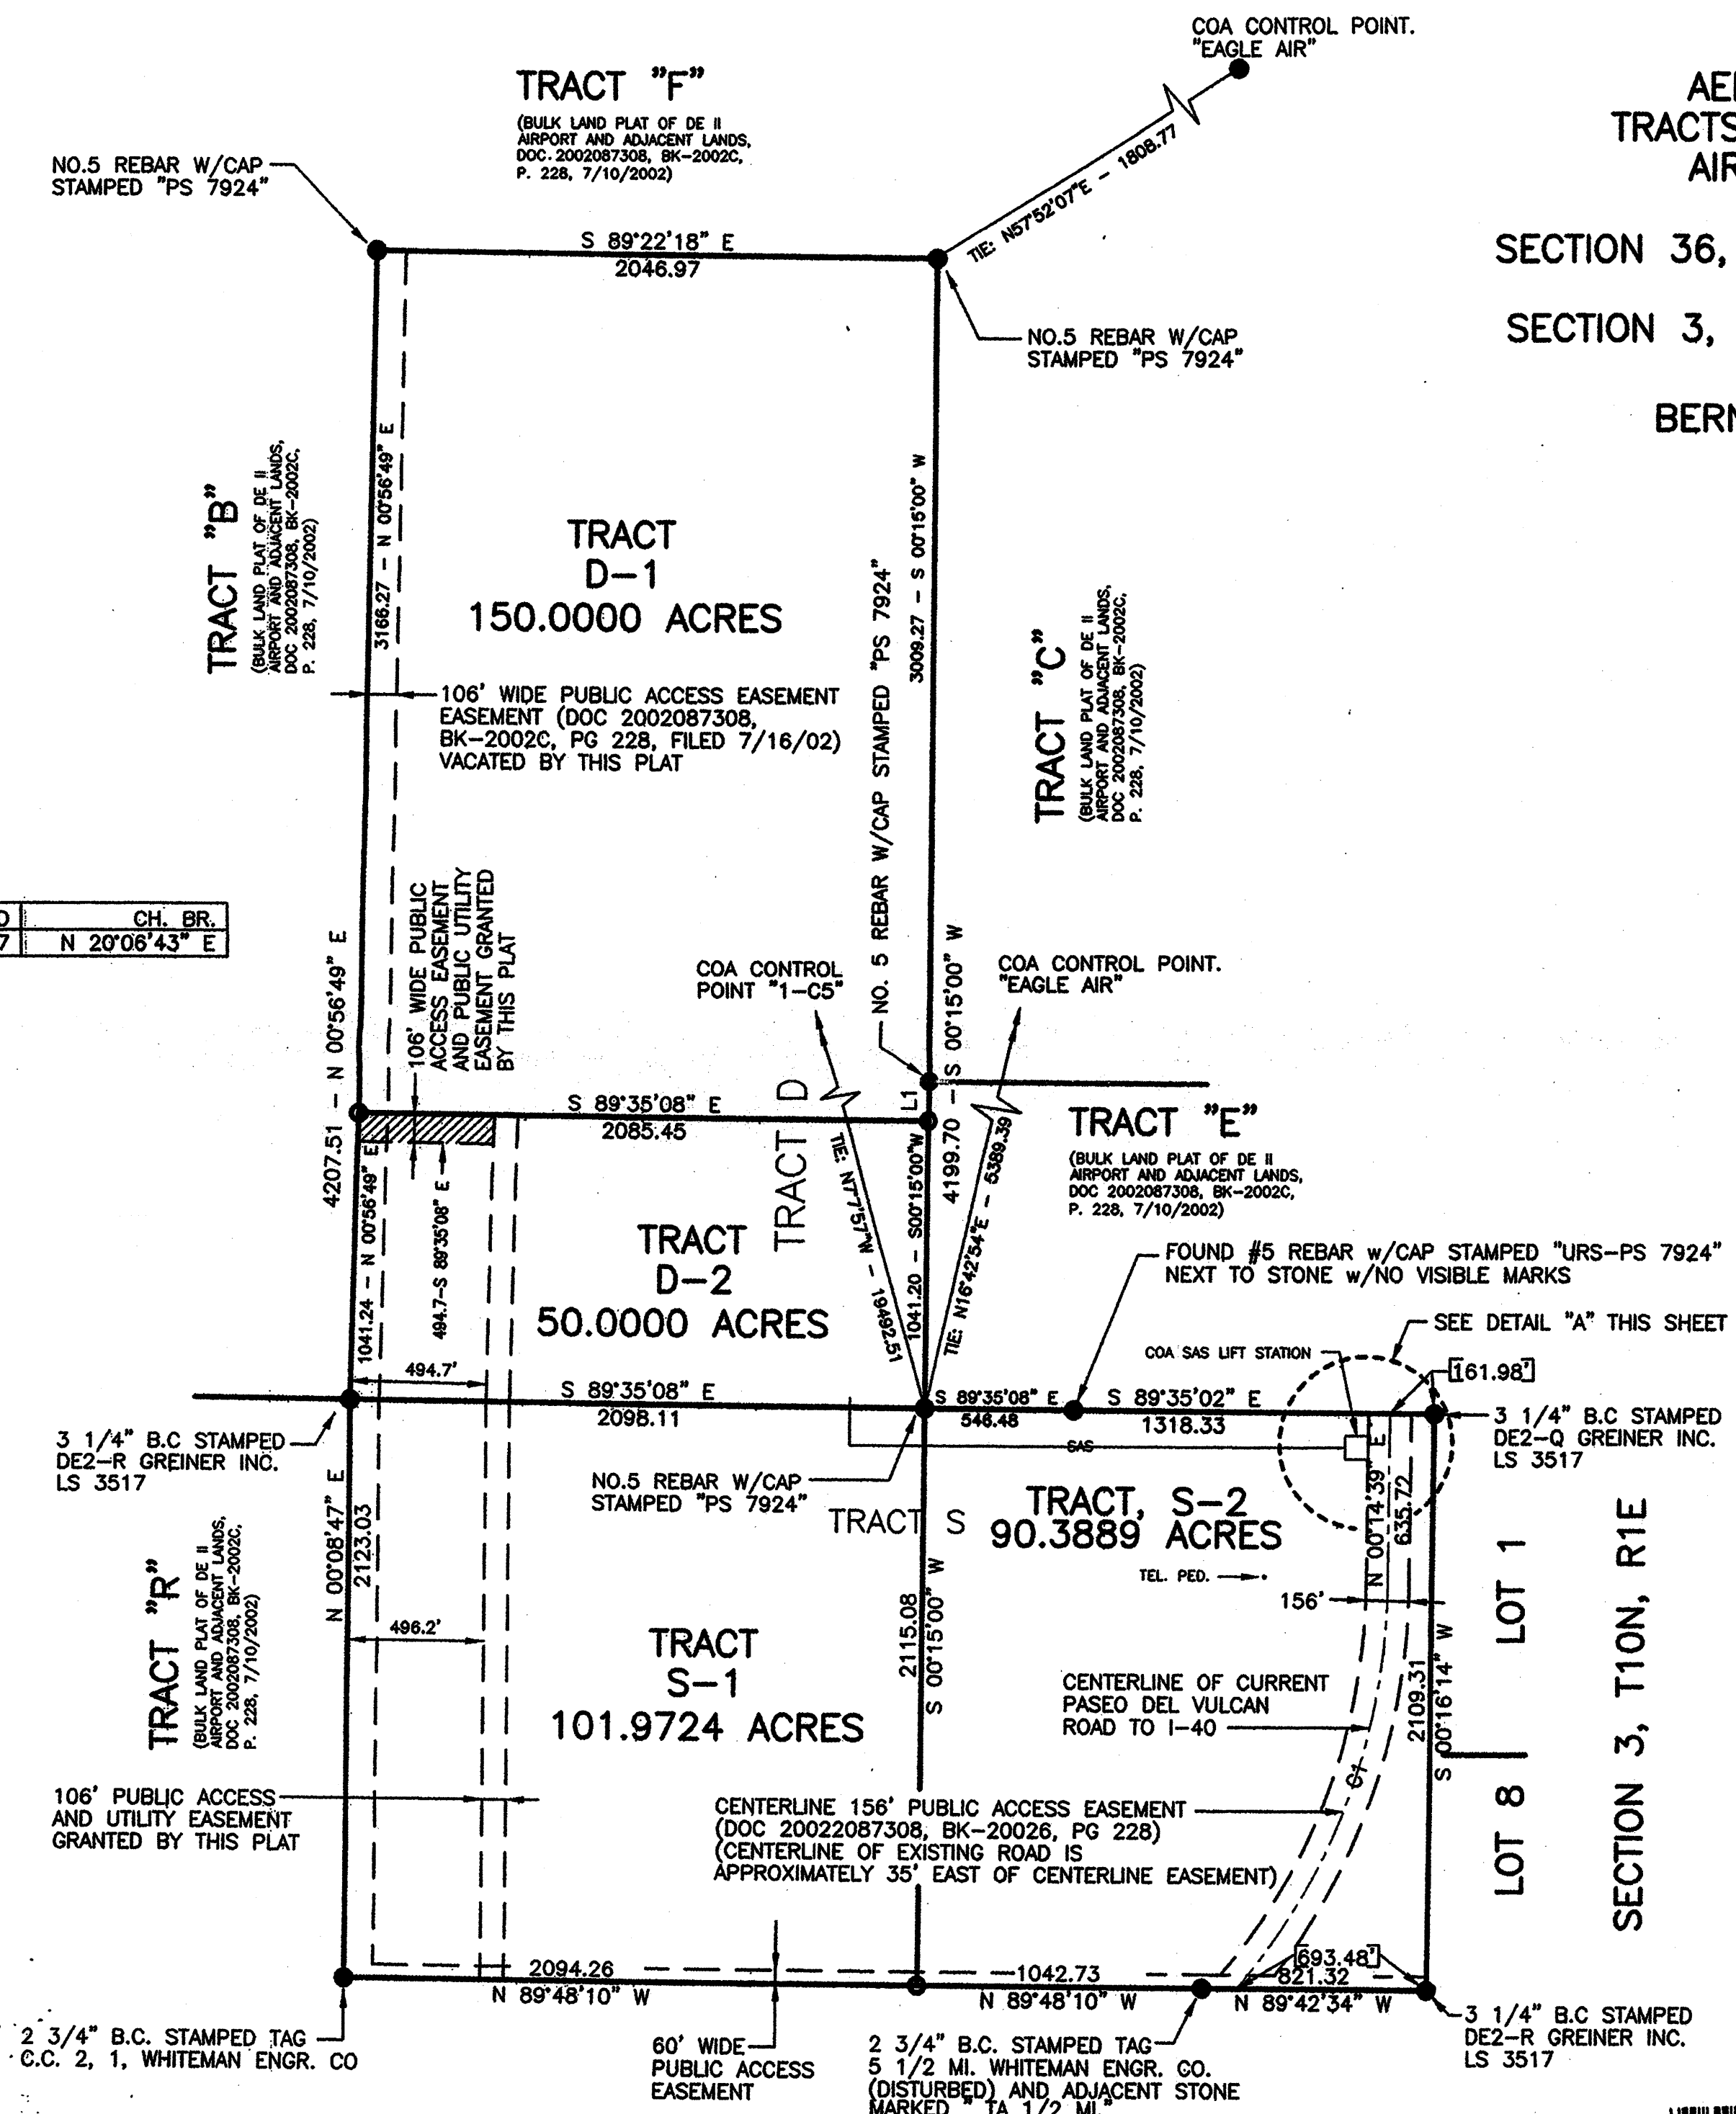 COA CONTROL POINT.
"EAGLE AIR"
TRACT "F"
(BULK LAND PLAT OF DE II
AIRPORT AND ADJACENT LANDS,
DOC. 2002087308, BK-2002C,
P. 228, 7/10/2002)
NO.5 REBAR W/CAP
STAMPED "PS 7924"
TIE: N57°52'07"E - 1808.77
AE
TRACTS
AIR
SECTION 36,
SECTION 3,
BERN
S 89°22'18" E
2046.97
NO.5 REBAR W/CAP
STAMPED "PS 7924"
TRACT "B"
(BULK LAND PLAT OF DE II
AIRPORT AND ADJACENT LANDS,
DOC 2002087308, BK-2002C,
P. 228, 7/10/2002)
3166.27 - N 00°56'49" E
TRACT
D-1
150.0000 ACRES
3009.27 - S 00°15'00" W
NO. 5 REBAR W/CAP STAMPED "PS 7924"
TRACT "C"
(BULK LAND PLAT OF DE II
AIRPORT AND ADJACENT LANDS,
DOC 2002087308, BK-2002C,
P. 228, 7/10/2002)
106' WIDE PUBLIC ACCESS EASEMENT
EASEMENT (DOC 2002087308,
BK-2002C, PG 228, FILED 7/16/02)
VACATED BY THIS PLAT
CH. BR.
7 N 20°06'43" E
4207.51 - N 00°56'49" E
106' WIDE PUBLIC
ACCESS EASEMENT
AND PUBLIC UTILITY
EASEMENT GRANTED
BY THIS PLAT
COA CONTROL
POINT "1-C5"
COA CONTROL POINT.
"EAGLE AIR"
4199.70 - S 00°15'00" W
L1
S 89°35'08" E
2085.45
TRACT D
TIE: N7°7'57"W - 19492.51
1041.20 - S00°15'00"W
TIE: N16°42'54"E - 5389.39
TRACT "E"
(BULK LAND PLAT OF DE II
AIRPORT AND ADJACENT LANDS,
DOC 2002087308, BK-2002C,
P. 228, 7/10/2002)
1041.24 - N 00°56'49" E
494.7-S 89°35'08" E
TRACT
D-2
50.0000 ACRES
FOUND #5 REBAR w/CAP STAMPED "URS-PS 7924"
NEXT TO STONE w/NO VISIBLE MARKS
SEE DETAIL "A" THIS SHEET
COA SAS LIFT STATION
[161.98']
494.7'
S 89°35'08" E
2098.11
S 89°35'08" E
546.48
S 89°35'02" E
1318.33
3 1/4" B.C STAMPED
DE2-R GREINER INC.
LS 3517
3 1/4" B.C STAMPED
DE2-Q GREINER INC.
LS 3517
SAS
NO.5 REBAR W/CAP
STAMPED "PS 7924"
TRACT S
TRACT, S-2
90.3889 ACRES
N 00°14'39" E
635.72
N 00°08'47" E
2123.03
TEL. PED.
156'
TRACT "R"
(BULK LAND PLAT OF DE II
AIRPORT AND ADJACENT LANDS,
DOC 2002087308, BK-2002C,
P. 228, 7/10/2002)
496.2'
TRACT
S-1
101.9724 ACRES
2115.08
S 00°15'00" W
CENTERLINE OF CURRENT
PASEO DEL VULCAN
ROAD TO I-40
2109.31
S 00°16'14" W
LOT 1
LOT 8
SECTION 3, T10N, R1E
C1
106' PUBLIC ACCESS
AND UTILITY EASEMENT
GRANTED BY THIS PLAT
CENTERLINE 156' PUBLIC ACCESS EASEMENT
(DOC 20022087308, BK-20026, PG 228)
(CENTERLINE OF EXISTING ROAD IS
APPROXIMATELY 35' EAST OF CENTERLINE EASEMENT)
2094.26
N 89°48'10" W
1042.73
N 89°48'10" W
[693.48']
821.32
N 89°42'34" W
2 3/4" B.C. STAMPED TAG
C.C. 2, 1, WHITEMAN ENGR. CO
60' WIDE
PUBLIC ACCESS
EASEMENT
2 3/4" B.C. STAMPED TAG
5 1/2 MI. WHITEMAN ENGR. CO.
(DISTURBED) AND ADJACENT STONE
MARKED " TA 1/2 MI."
3 1/4" B.C STAMPED
DE2-R GREINER INC.
LS 3517